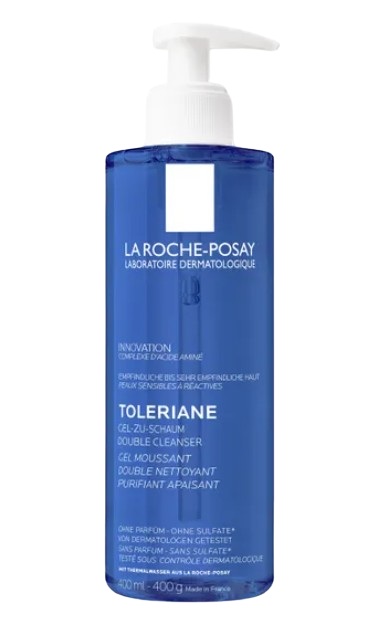 LA ROCHE-POSAY
LABORATOIRE DERMATOLOGIQUE
INNOVATION
COMPLEXE D'ACIDE AMINÉ
EMPFINDLICHE BIS SEHR EMPFINDLICHE HAUT
PEAUX SENSIBLES À RÉACTIVES
TOLERIANE
GEL-ZU-SCHAUM
DOUBLE CLEANSER
GEL MOUSSANT
DOUBLE NETTOYANT
PURIFIANT APAISANT
OHNE PARFÜM - OHNE SULFATE*
VON DERMATOLOGEN GETESTET
SANS PARFUM - SANS SULFATE*
TESTÉ SOUS CONTRÔLE DERMATOLOGIQUE
MIT THERMALWASSER AUS LA ROCHE-POSAY
400 ml - 400 g Made in France